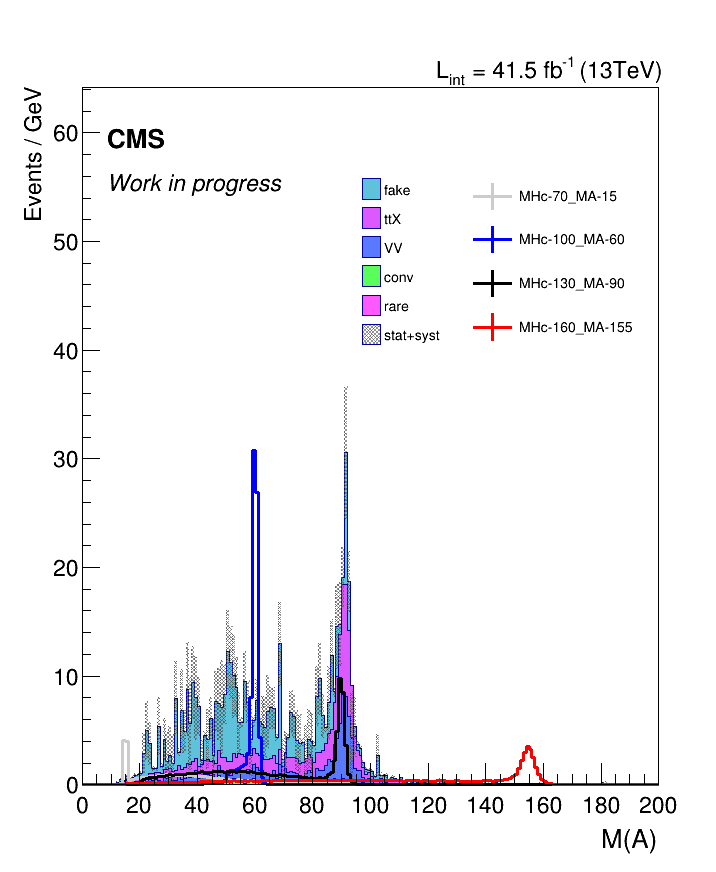 L_int = 41.5 fb^-1 (13TeV)
Events / GeV
CMS
Work in progress
fake
ttX
VV
conv
rare
stat+syst
MHc-70_MA-15
MHc-100_MA-60
MHc-130_MA-90
MHc-160_MA-155
60
50
40
30
20
10
0
0 20 40 60 80 100 120 140 160 180 200
M(A)